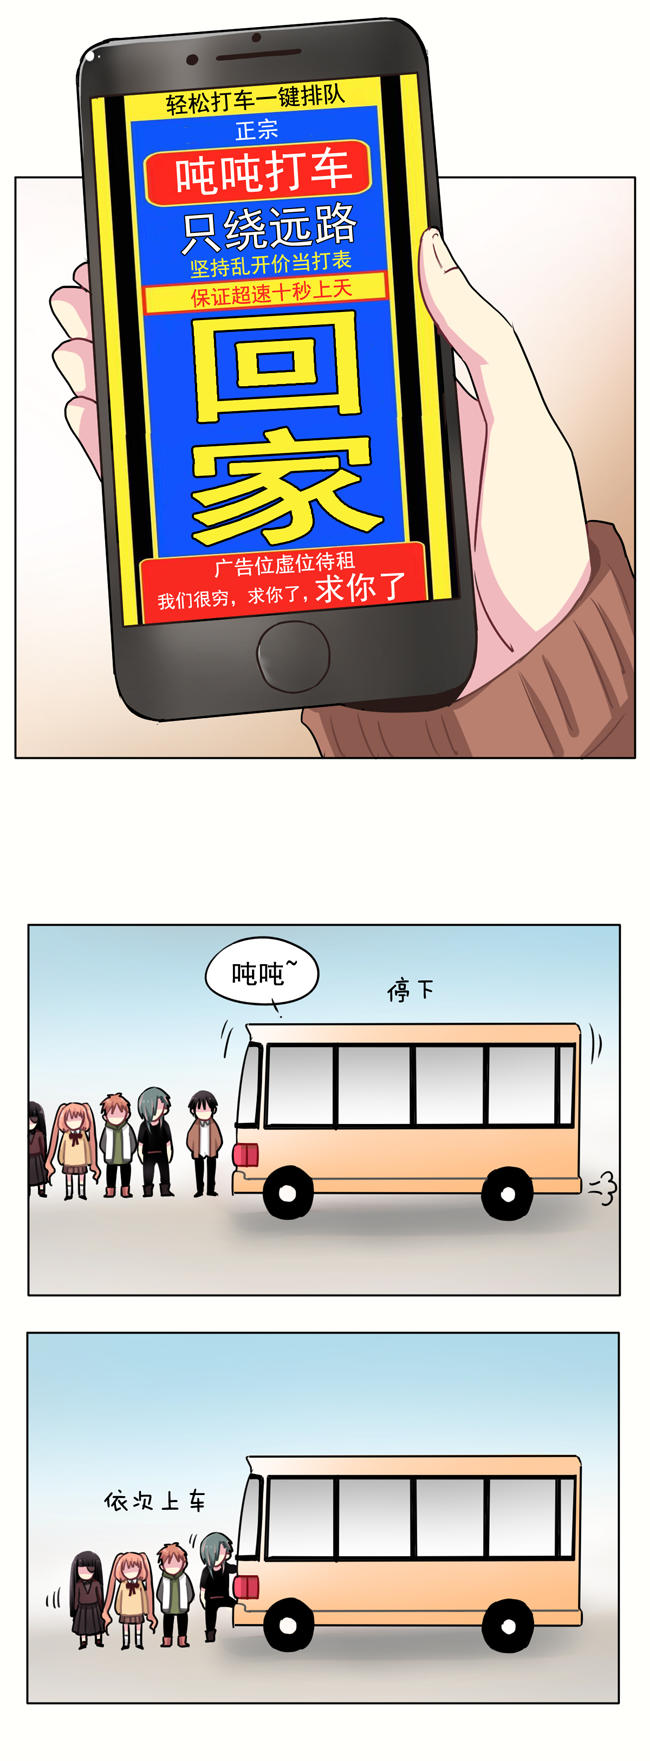 轻松打车一键排队
正宗
吨吨打车
只绕远路
坚持乱开价当打表
保证超速十秒上天
回
家
广告位虚位待租
我们很穷，求你了，求你了
吨吨~
停下
依次上车